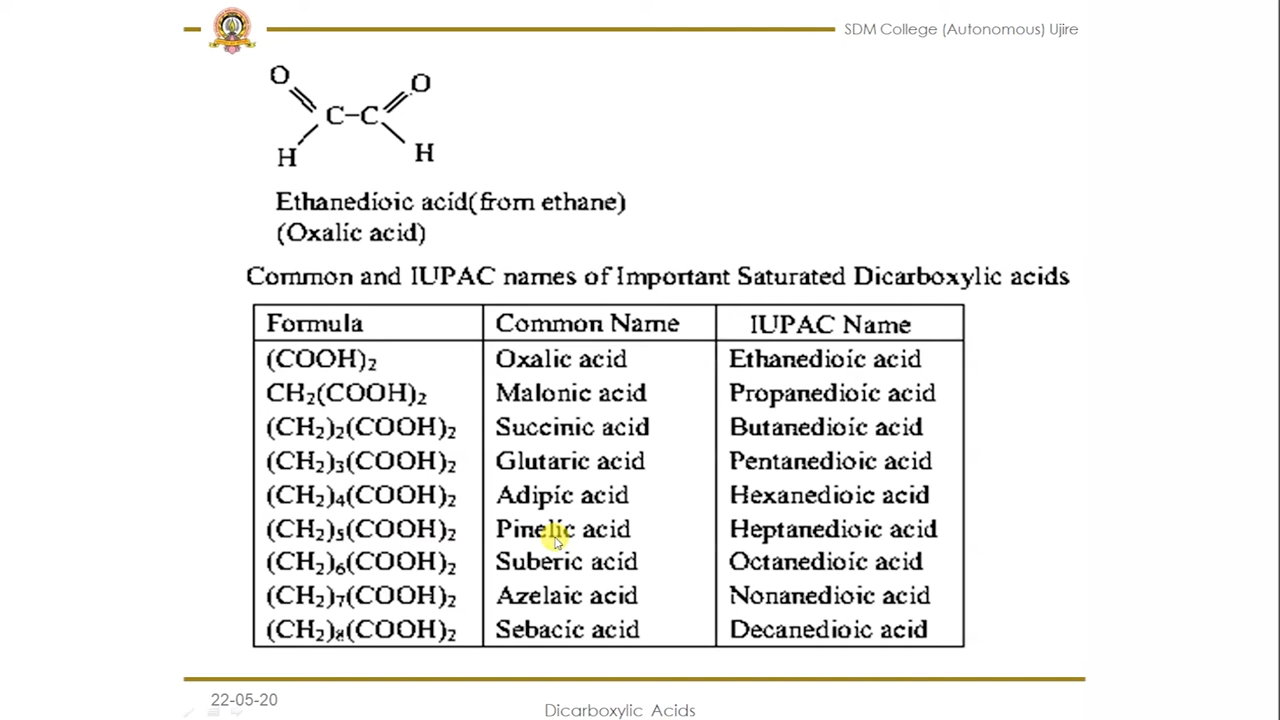 SDM College (Autonomous) Ujire
O O
C–C
H H
Ethanedioic acid(from ethane)
(Oxalic acid)
Common and IUPAC names of Important Saturated Dicarboxylic acids
Formula Common Name IUPAC Name
(COOH)₂ Oxalic acid Ethanedioic acid
CH₂(COOH)₂ Malonic acid Propanedioic acid
(CH₂)₂(COOH)₂ Succinic acid Butanedioic acid
(CH₂)₃(COOH)₂ Glutaric acid Pentanedioic acid
(CH₂)₄(COOH)₂ Adipic acid Hexanedioic acid
(CH₂)₅(COOH)₂ Pinelic acid Heptanedioic acid
(CH₂)₆(COOH)₂ Suberic acid Octanedioic acid
(CH₂)₇(COOH)₂ Azelaic acid Nonanedioic acid
(CH₂)₈(COOH)₂ Sebacic acid Decanedioic acid
22-05-20
Dicarboxylic Acids